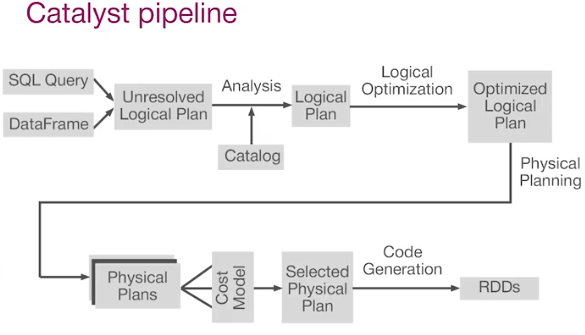 Catalyst pipeline
SQL Query
DataFrame
Unresolved
Logical Plan
Analysis
Catalog
Logical
Plan
Logical
Optimization
Optimized
Logical
Plan
Physical
Planning
Physical
Plans
Cost
Model
Selected
Physical
Plan
Code
Generation
RDDs